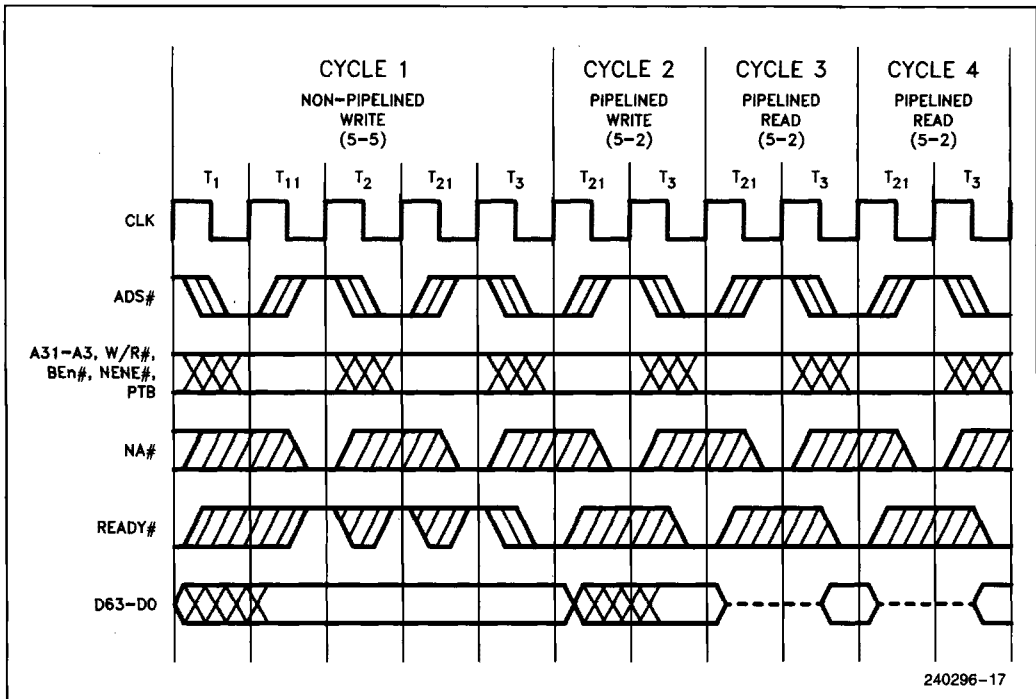 CYCLE 1 CYCLE 2 CYCLE 3 CYCLE 4
NON-PIPELINED PIPELINED PIPELINED PIPELINED
WRITE WRITE READ READ
(5-5) (5-2) (5-2) (5-2)
T1 T11 T2 T21 T3 T21 T3 T21 T3 T21 T3
CLK
ADS#
A31-A3, W/R#,
BEn#, NENE#,
PTB
NA#
READY#
D63-D0
240296-17